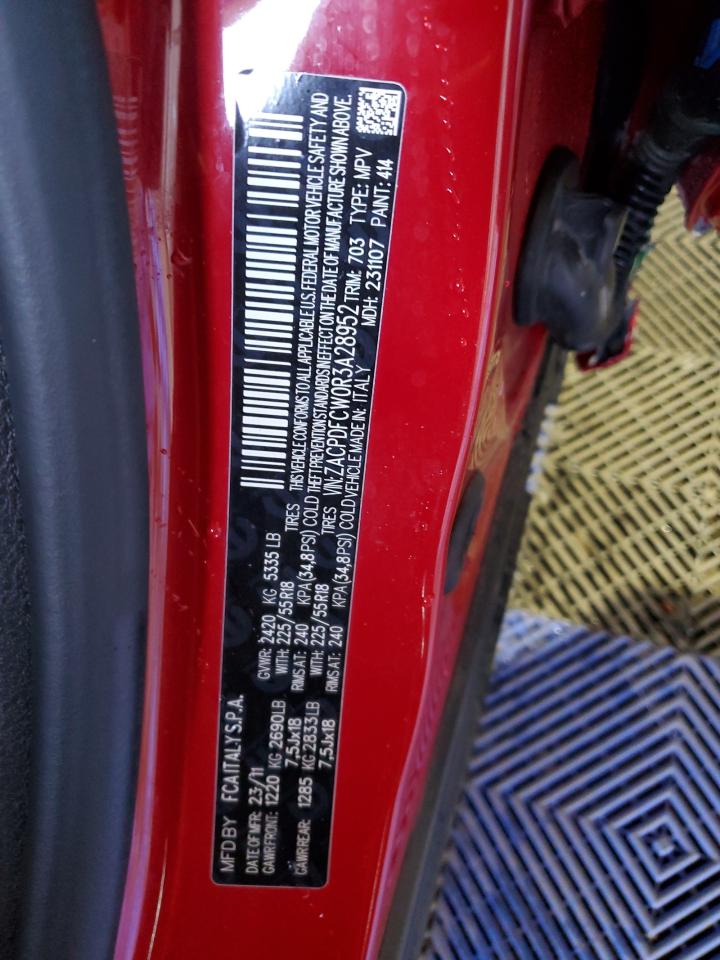 MFD BY FCA ITALY S.P.A.
DATE OF MFR: 23/11 GVWR: 2420 KG 5335 LB
GAWR FRONT: 1220 KG 2690LB WITH: 225/55R18 TIRES
7,5Jx18 RIMS AT: 240 KPA (34,8PSI) COLD
GAWR REAR: 1285 KG 2833LB WITH: 225/55R18 TIRES
7,5Jx18 RIMS AT: 240 KPA (34,8PSI) COLD
THIS VEHICLE CONFORMS TO ALL APPLICABLE U.S. FEDERAL MOTOR VEHICLE SAFETY AND
THEFT PREVENTION STANDARDS IN EFFECT ON THE DATE OF MANUFACTURE SHOWN ABOVE.
VIN: ZACPDFCW0R3A28952 TRIM: 703 TYPE: MPV
VEHICLE MADE IN: ITALY MDH: 231107 PAINT: 414